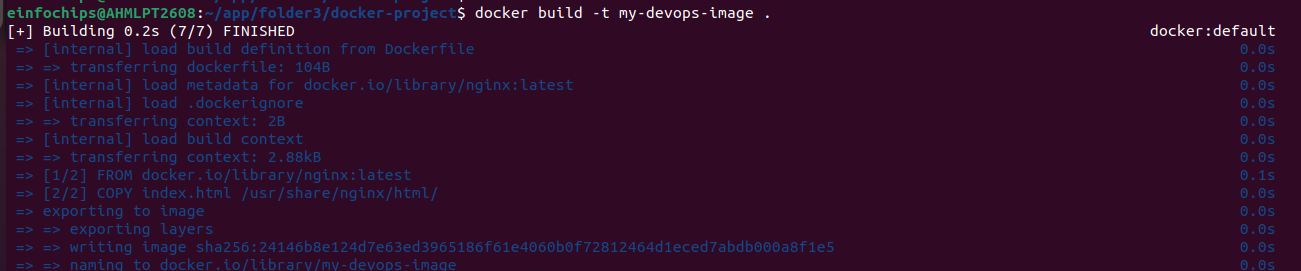 einfochips@AHMLPT2608:~/app/folder3/docker-project$ docker build -t my-devops-image .
[+] Building 0.2s (7/7) FINISHED docker:default
=> [internal] load build definition from Dockerfile 0.0s
=> => transferring dockerfile: 104B 0.0s
=> [internal] load metadata for docker.io/library/nginx:latest 0.0s
=> [internal] load .dockerignore 0.0s
=> => transferring context: 2B 0.0s
=> [internal] load build context 0.0s
=> => transferring context: 2.88kB 0.0s
=> [1/2] FROM docker.io/library/nginx:latest 0.1s
=> [2/2] COPY index.html /usr/share/nginx/html/ 0.0s
=> exporting to image 0.0s
=> => exporting layers 0.0s
=> => writing image sha256:24146b8e124d7e63ed3965186f61e4060b0f72812464d1eced7abdb000a8f1e5 0.0s
=> => naming to docker.io/library/my-devops-image 0.0s